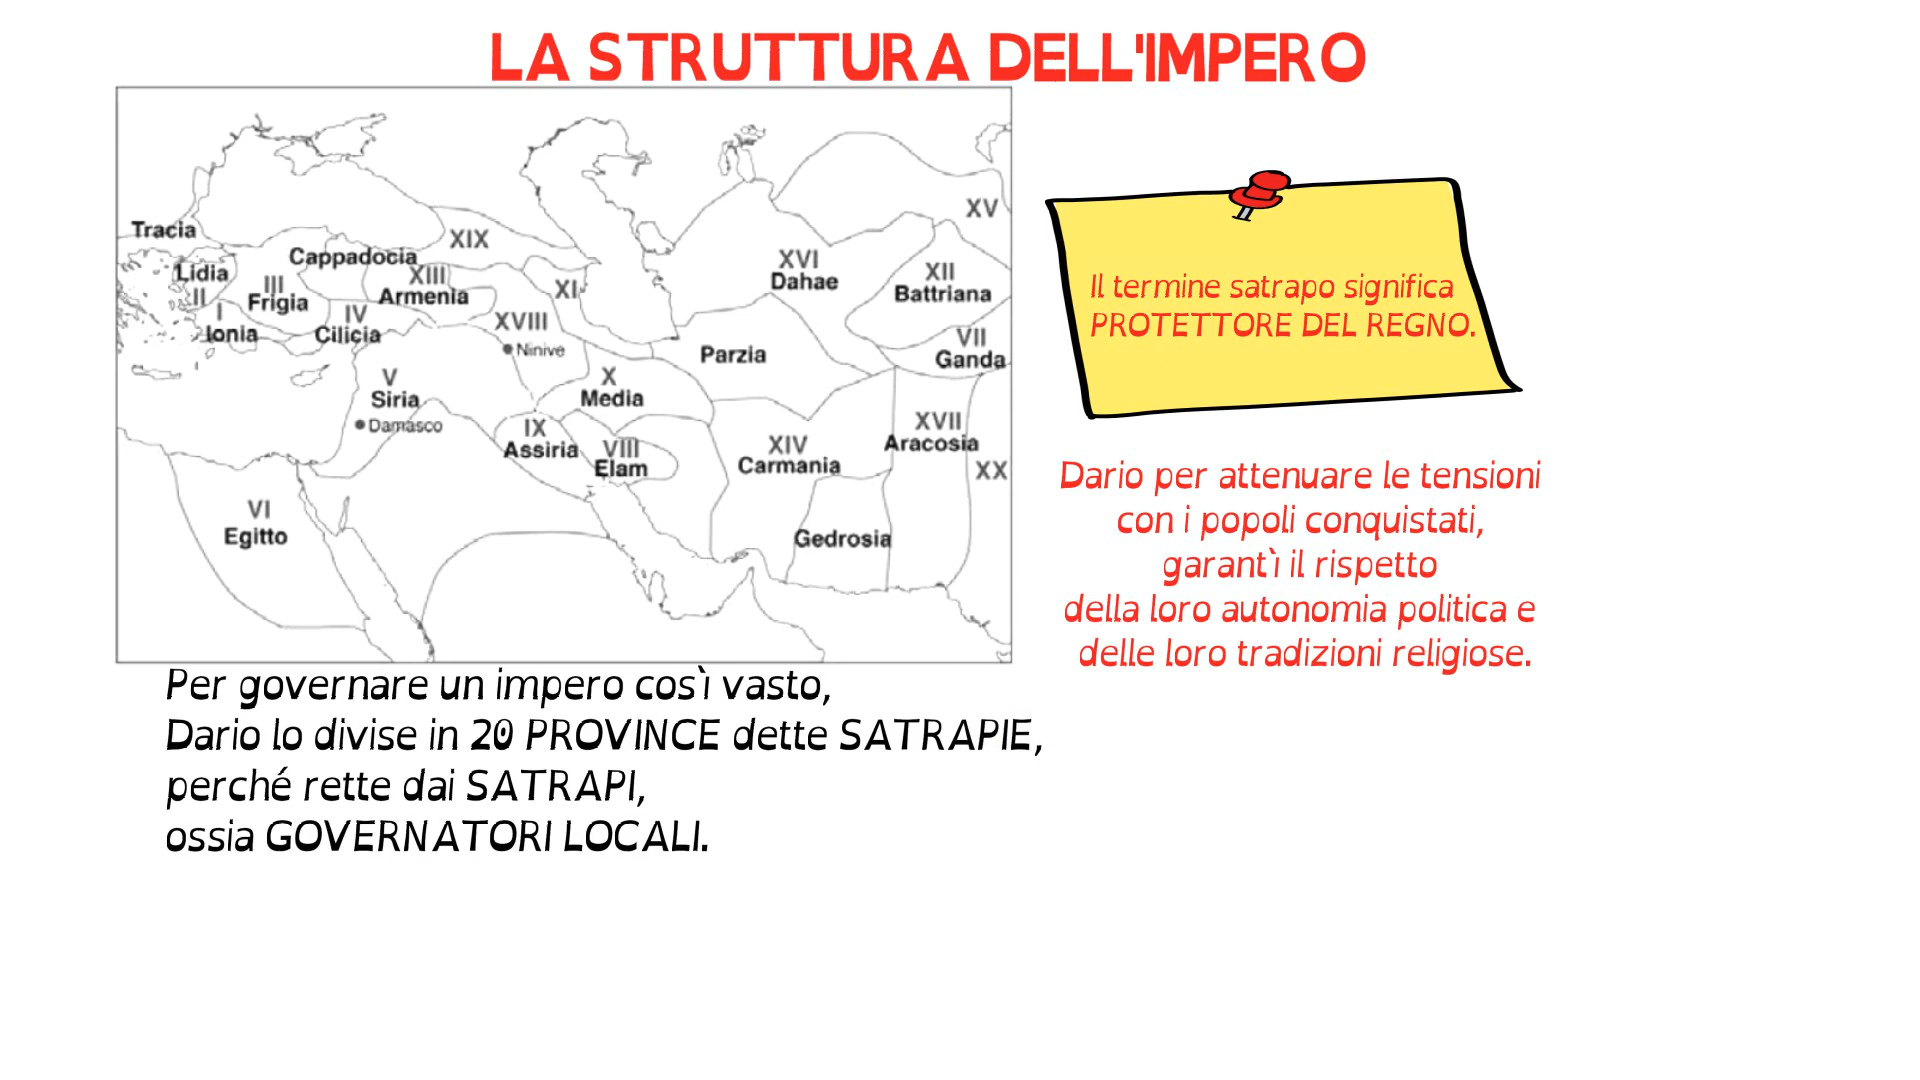 LA STRUTTURA DELL'IMPERO
Tracia
Lidia
II
III
Frigia
I
Ionia
Cappadocia
XIX
XIII
Armenia
IV
Cilicia
XI
XVIII
Ninive
V
Siria
Damasco
X
Media
IX
Assiria
VIII
Elam
VI
Egitto
XV
XVI
Dahae
XII
Battriana
VII
Ganda
Parzia
XVII
Aracosia
XIV
Carmania
XX
Gedrosia
Il termine satrapo significa
PROTETTORE DEL REGNO.
Dario per attenuare le tensioni
con i popoli conquistati,
garantì il rispetto
della loro autonomia politica e
delle loro tradizioni religiose.
Per governare un impero così vasto,
Dario lo divise in 20 PROVINCE dette SATRAPIE,
perché rette dai SATRAPI,
ossia GOVERNATORI LOCALI.